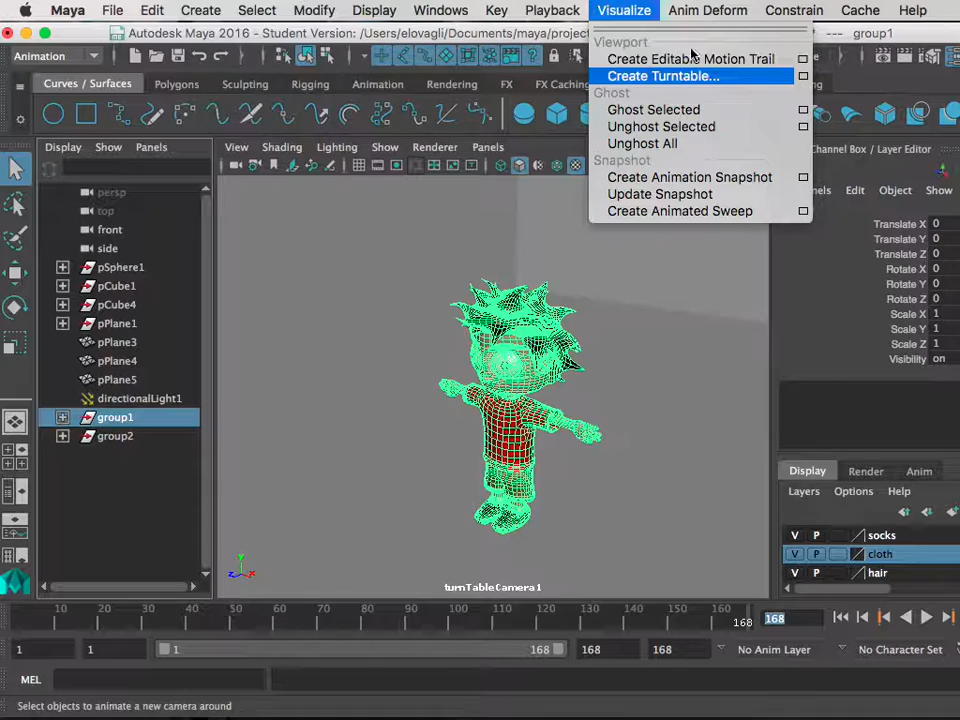 Maya File Edit Create Select Modify Display Windows Key Playback Visualize Anim Deform Constrain Cache Help
Autodesk Maya 2016 - Student Version: /Users/elovagli/Documents/maya/projec --- group1
Animation
Curves / Surfaces Polygons Sculpting Rigging Animation Rendering FX FX Caching
Show Display Panels
View Shading Lighting Show Renderer Panels
Viewport
Create Editable Motion Trail
Create Turntable...
Ghost
Ghost Selected
Unghost Selected
Unghost All
Snapshot
Create Animation Snapshot
Update Snapshot
Create Animated Sweep
persp
top
front
side
pSphere1
pCube1
pCube4
pPlane1
pPlane3
pPlane4
pPlane5
directionalLight1
group1
group2
turnTableCamera1
Channel Box / Layer Editor
nels Edit Object Show
Translate X 0
Translate Y 0
Translate Z 0
Rotate X 0
Rotate Y 0
Rotate Z 0
Scale X 1
Scale Y 1
Scale Z 1
Visibility on
Display Render Anim
Layers Options Help
V P socks
V P cloth
V P hair
10 20 30 40 50 60 70 80 90 100 110 120 130 140 150 160 168 168
1 1 1 168 168 168 No Anim Layer No Character Set
MEL
Select objects to animate a new camera around